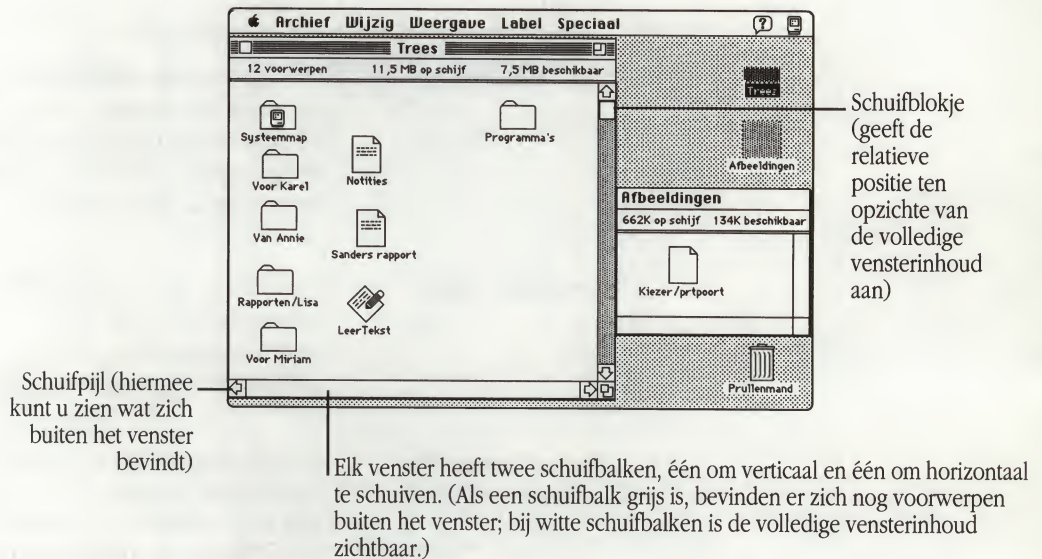 Archief Wijzig Weergave Label Speciaal
Trees
12 voorwerpen 11,5 MB op schijf 7,5 MB beschikbaar
Systeemmap
Programma's
Voor Karel
Notities
Van Annie
Sanders rapport
Rapporten/Lisa
LeerTekst
Voor Miriam
Trees
Afbeeldingen
Afbeeldingen
662K op schijf 134K beschikbaar
Kiezer/prtpoort
Prullenmand
Schuifblokje
(geeft de
relatieve
positie ten
opzichte van
de volledige
vensterinhoud
aan)
Schuifpijl (hiermee
kunt u zien wat zich
buiten het venster
bevindt)
Elk venster heeft twee schuifbalken, één om verticaal en één om horizontaal
te schuiven. (Als een schuifbalk grijs is, bevinden er zich nog voorwerpen
buiten het venster; bij witte schuifbalken is de volledige vensterinhoud
zichtbaar.)